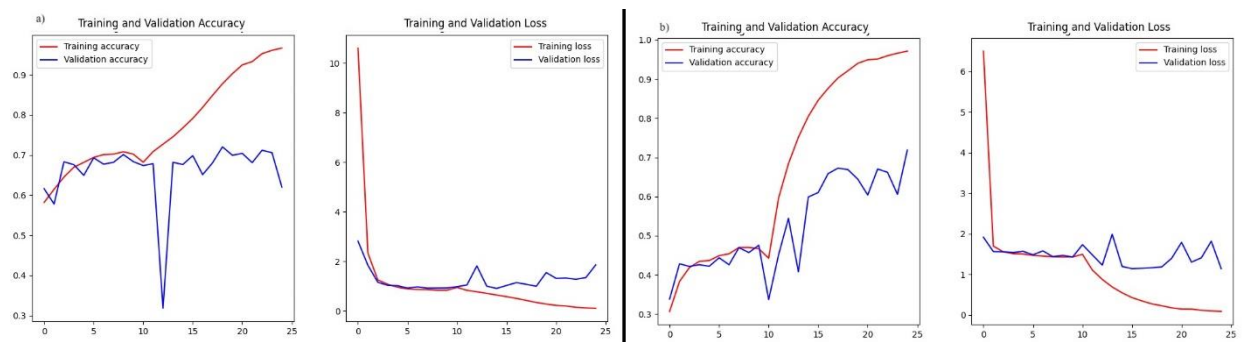 a)
Training and Validation Accuracy
Training accuracy
Validation accuracy
0.9
0.8
0.7
0.6
0.5
0.4
0.3
0 5 10 15 20 25
Training and Validation Loss
Training loss
Validation loss
10
8
6
4
2
0
0 5 10 15 20 25
b)
Training and Validation Accuracy
Training accuracy
Validation accuracy
1.0
0.9
0.8
0.7
0.6
0.5
0.4
0.3
0 5 10 15 20 25
Training and Validation Loss
Training loss
Validation loss
6
5
4
3
2
1
0
0 5 10 15 20 25